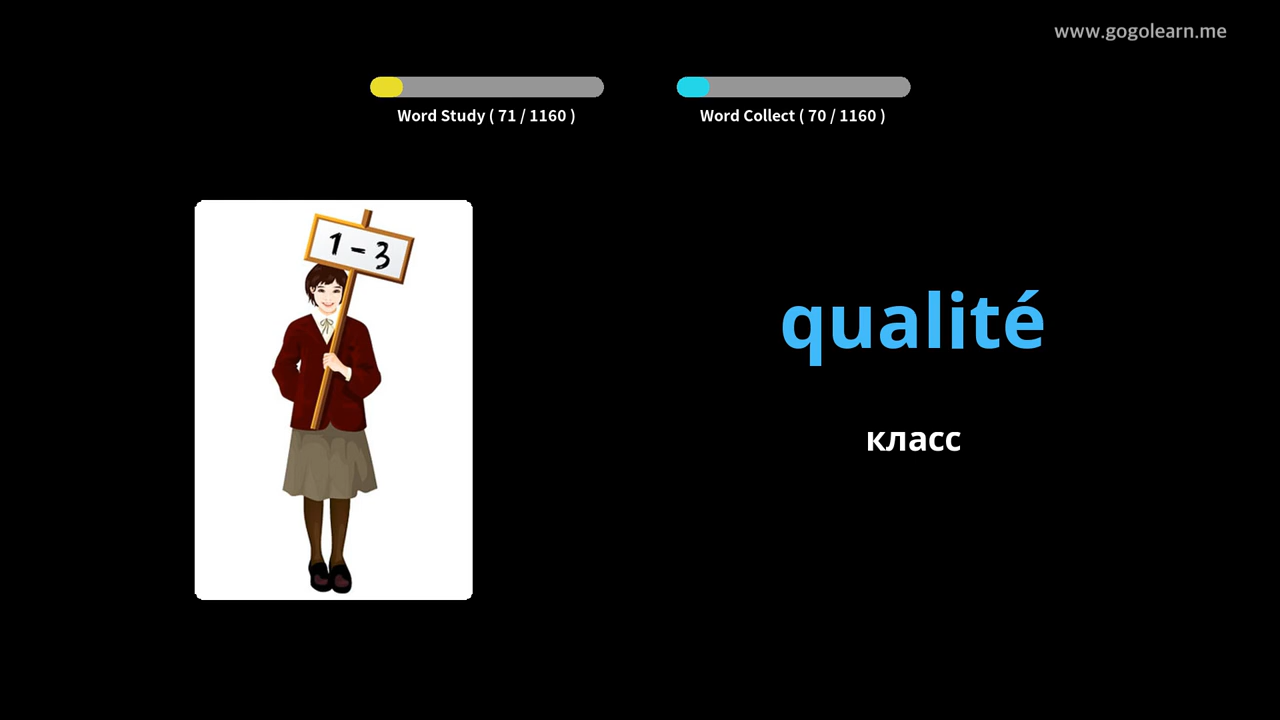 www.gogolearn.me
Word Study ( 71 / 1160 )
Word Collect ( 70 / 1160 )
1 - 3
qualité
класс